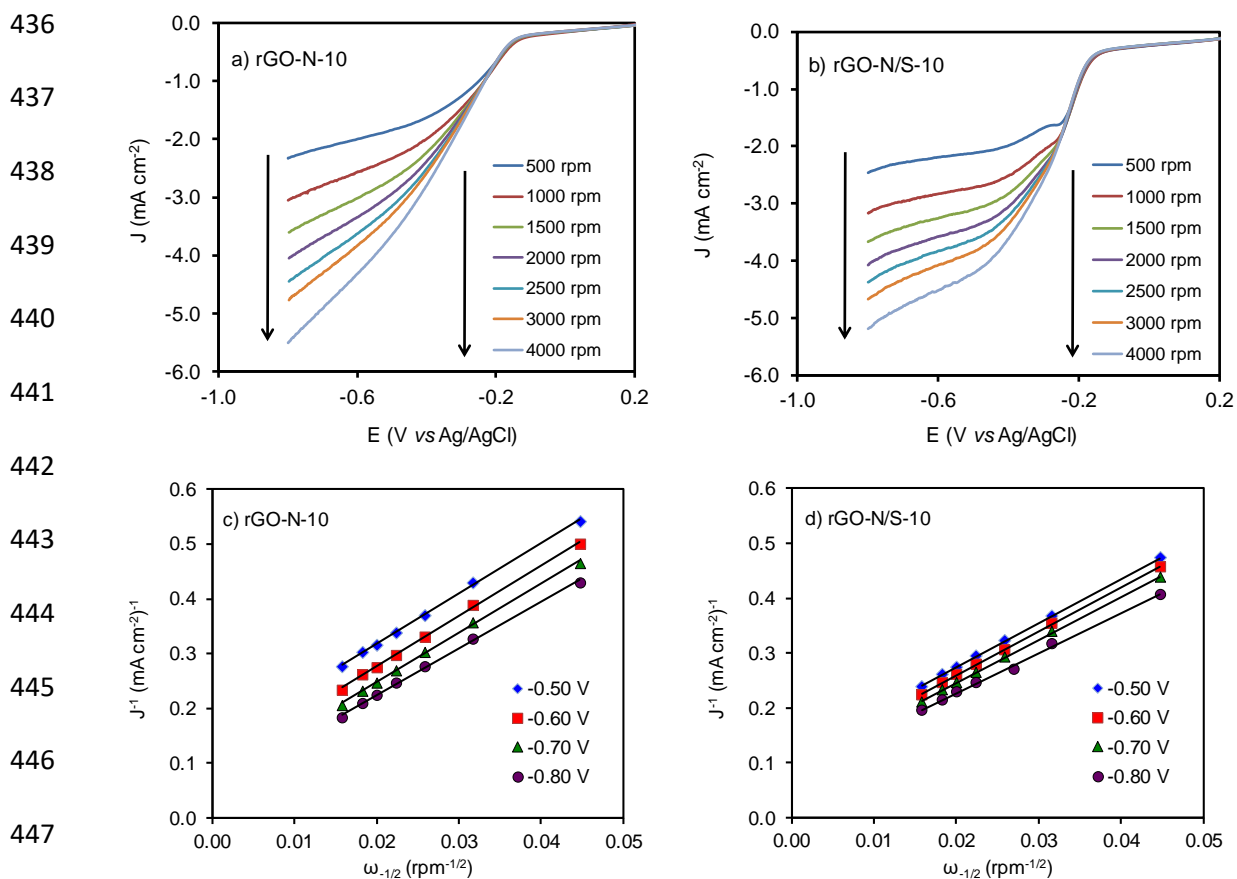 436
437
438
439
440
441
442
443
444
445
446
447
0.0
-1.0
-2.0
-3.0
-4.0
-5.0
-6.0
J (mA cm-2)
a) rGO-N-10
500 rpm
1000 rpm
1500 rpm
2000 rpm
2500 rpm
3000 rpm
4000 rpm
-1.0 -0.6 -0.2 0.2
E (V vs Ag/AgCl)
0.0
-1.0
-2.0
-3.0
-4.0
-5.0
-6.0
J (mA cm-2)
b) rGO-N/S-10
500 rpm
1000 rpm
1500 rpm
2000 rpm
2500 rpm
3000 rpm
4000 rpm
-1.0 -0.6 -0.2 0.2
E (V vs Ag/AgCl)
0.6
0.5
0.4
0.3
0.2
0.1
0.0
J-1 (mA cm-2)-1
c) rGO-N-10
-0.50 V
-0.60 V
-0.70 V
-0.80 V
0.00 0.01 0.02 0.03 0.04 0.05
ω-1/2 (rpm-1/2)
0.6
0.5
0.4
0.3
0.2
0.1
0.0
J-1 (mA cm-2)-1
d) rGO-N/S-10
-0.50 V
-0.60 V
-0.70 V
-0.80 V
0.00 0.01 0.02 0.03 0.04 0.05
ω-1/2 (rpm-1/2)